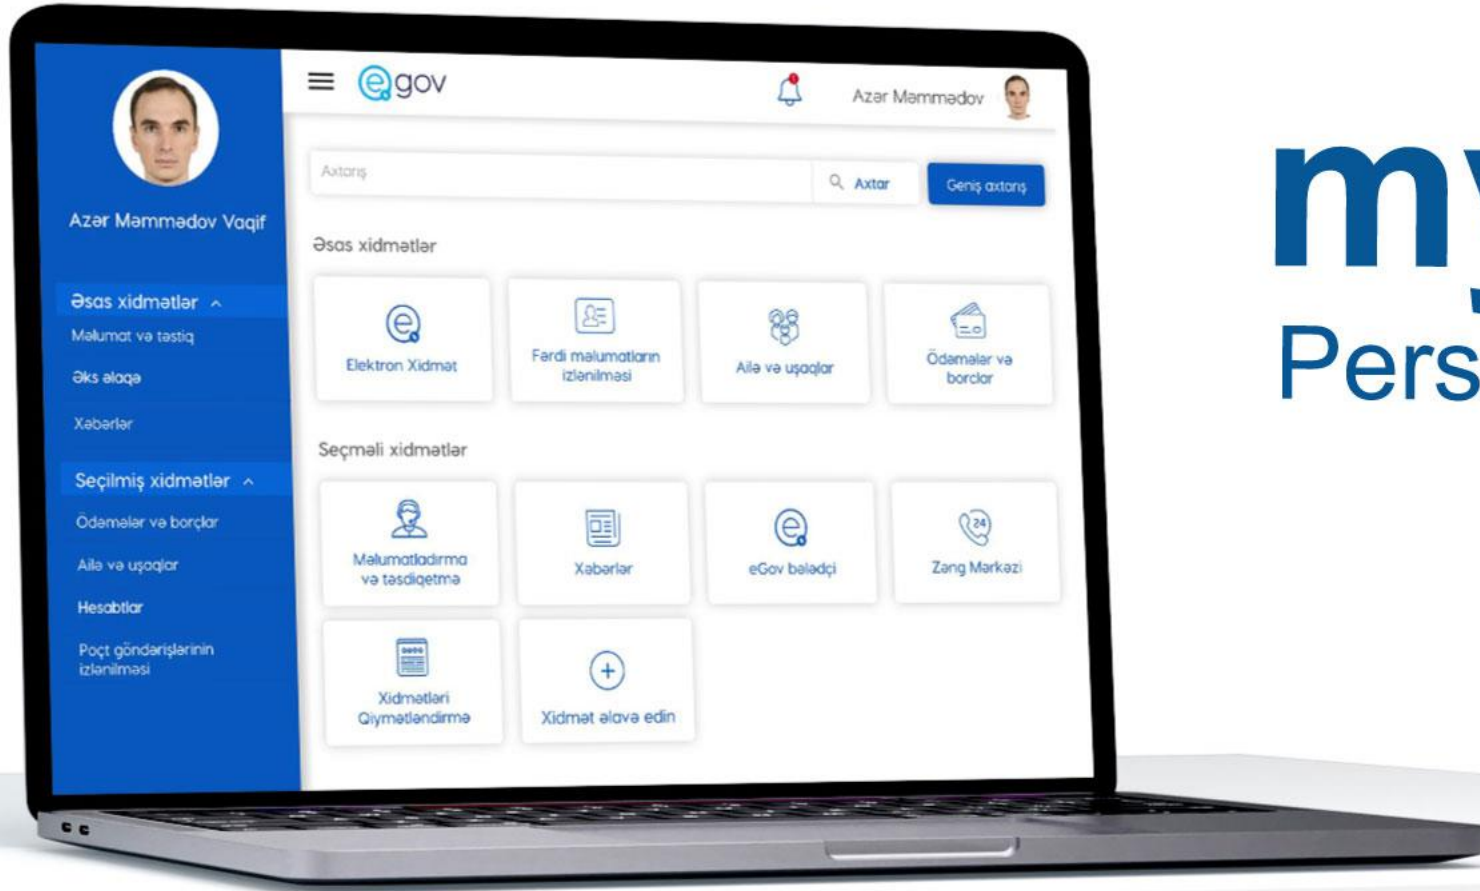 Azər Məmmədov Vaqif
Əsas xidmətlər
Məlumat və təstiq
Əks əlaqə
Xəbərlər
Seçilmiş xidmətlər
Ödəmələr və borçlar
Ailə və uşaqlar
Hesabtlar
Poçt göndərişlərinin
izlənilməsi
egov
Azər Məmmədov
Axtarış
Axtar
Geniş axtarış
Əsas xidmətlər
Elektron Xidmət
Fərdi məlumatların
izlənilməsi
Ailə və uşaqlar
Ödəmələr və
borclar
Seçməli xidmətlər
Məlumatladırma
və təsdiqetmə
Xəbərlər
eGov bələdçi
24
Zəng Mərkəzi
Xidmətləri
Qiymətləndirmə
Xidmət əlavə edin
my
Pers